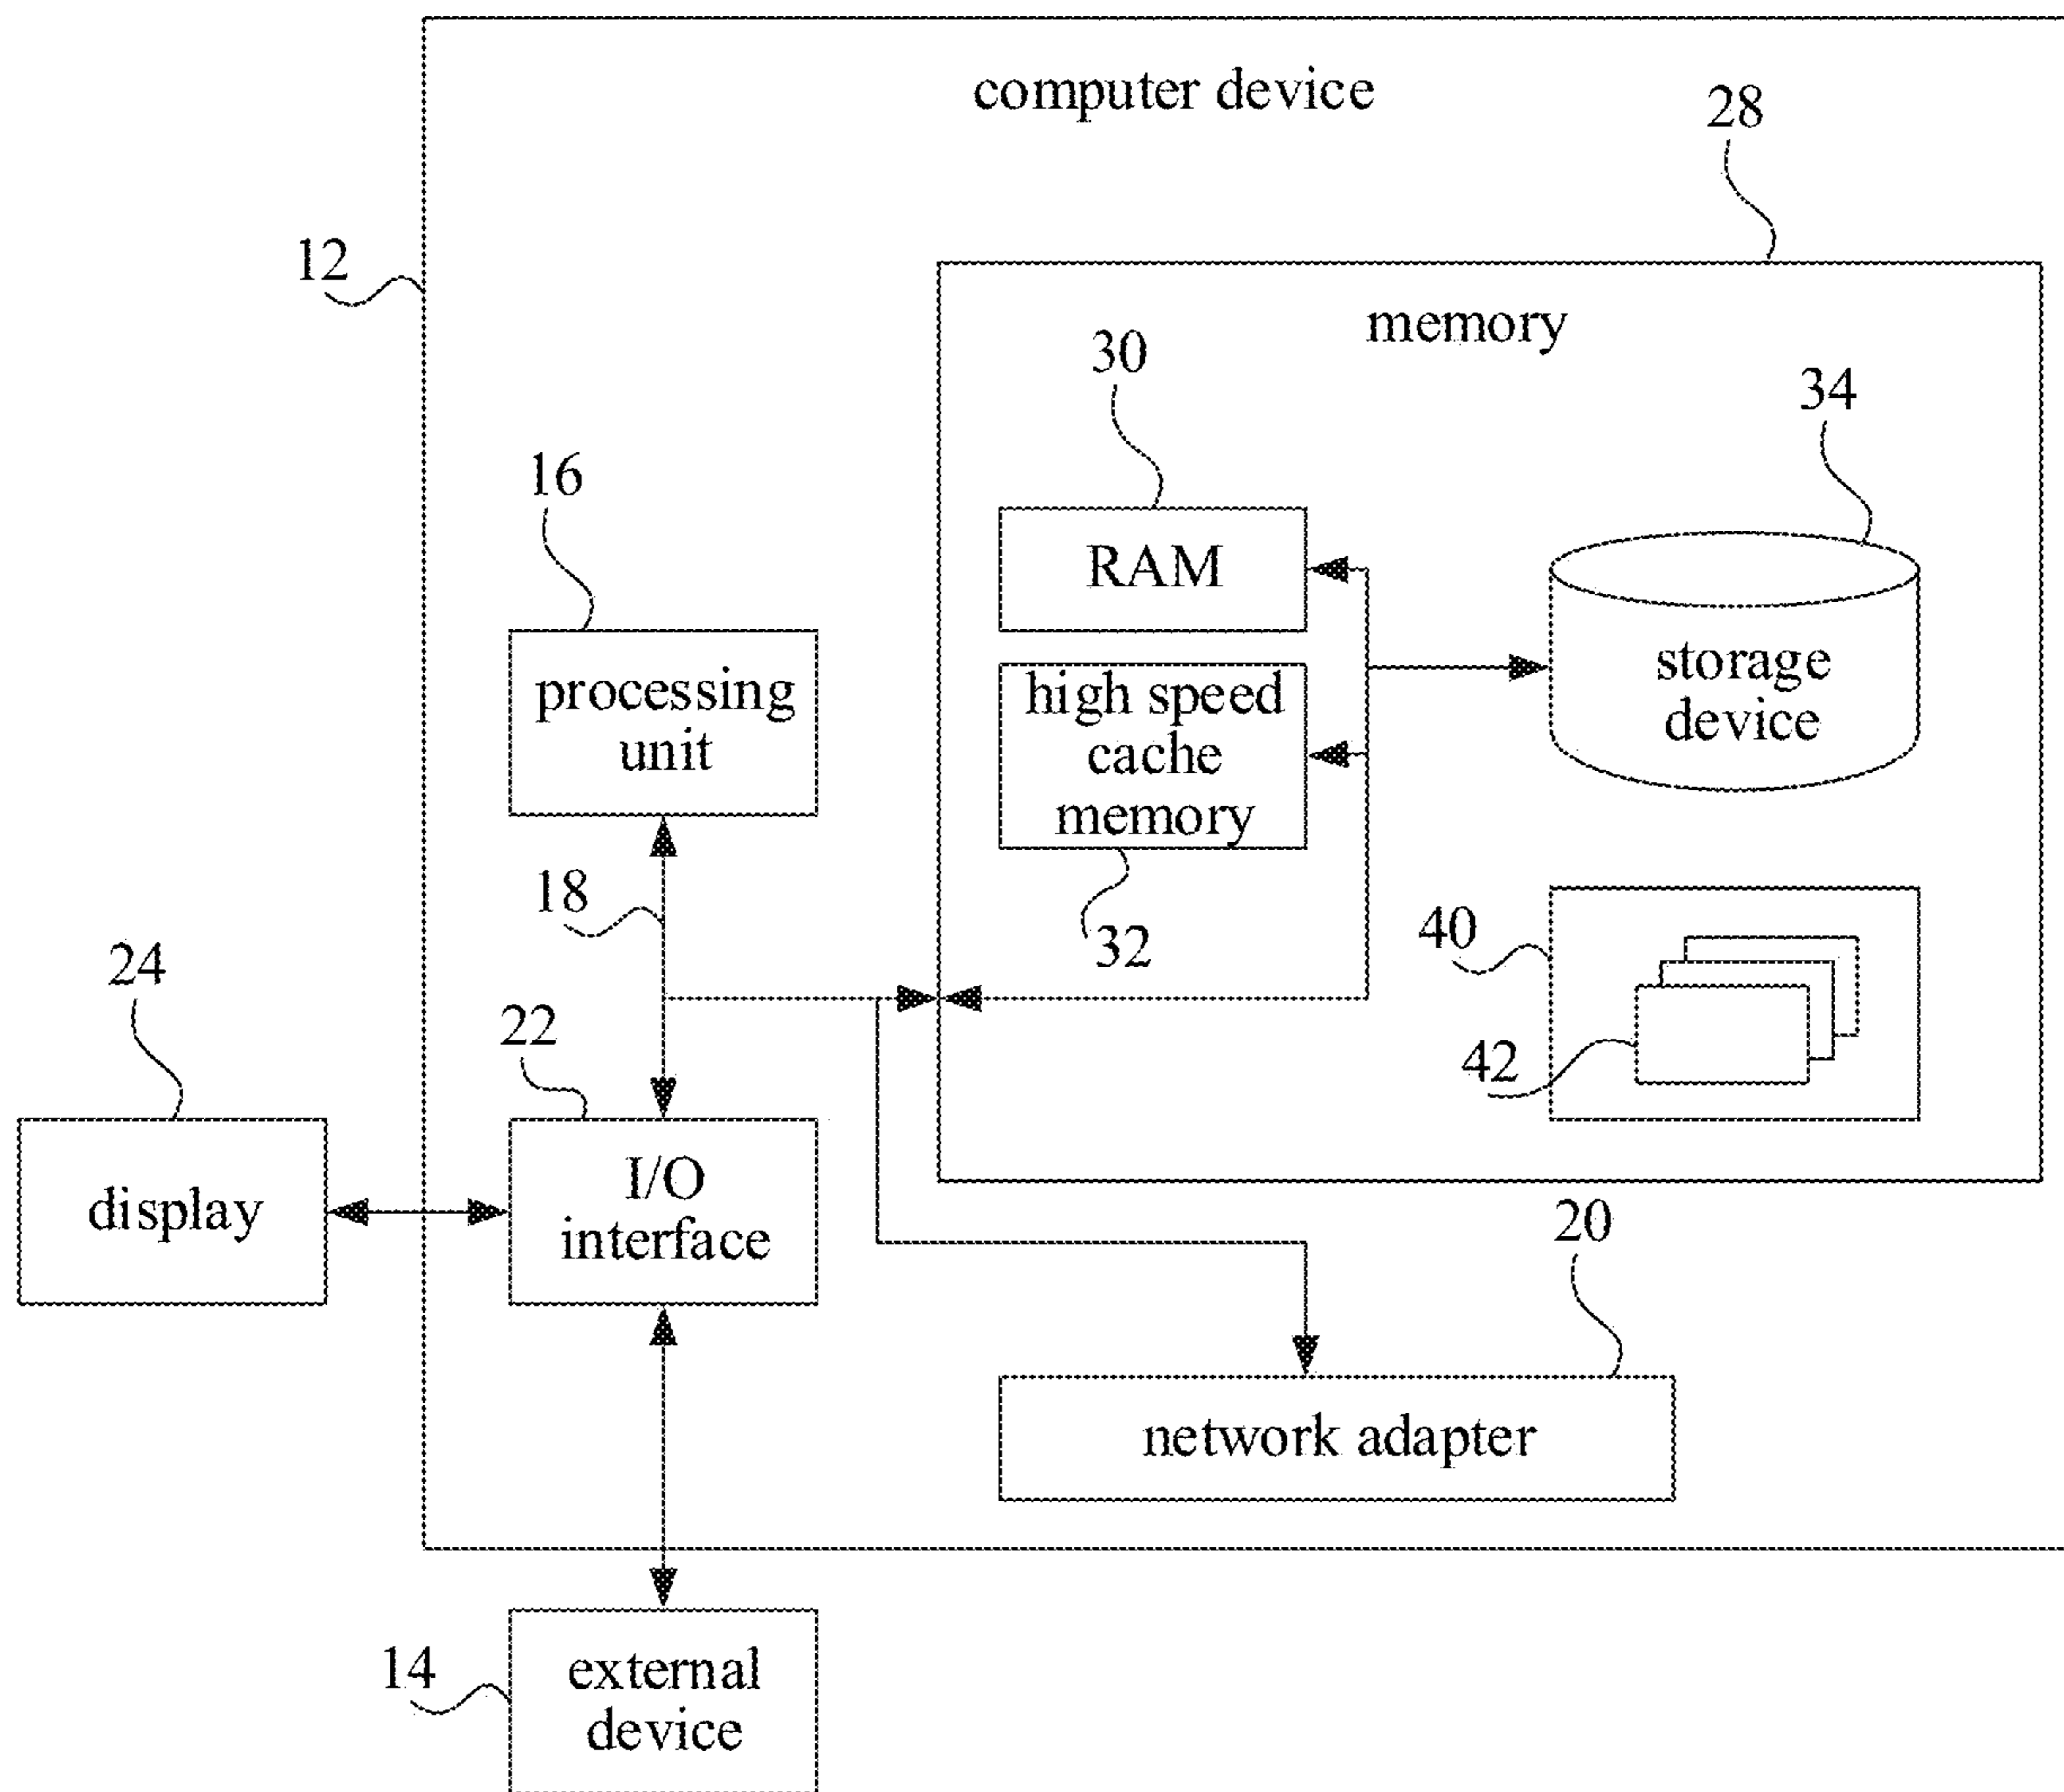 computer device
28
12
memory
30
34
16
RAM
processing
unit
high speed
cache
memory
storage
device
18
32
40
24
22
42
display
I/O
interface
20
network adapter
14
external
device